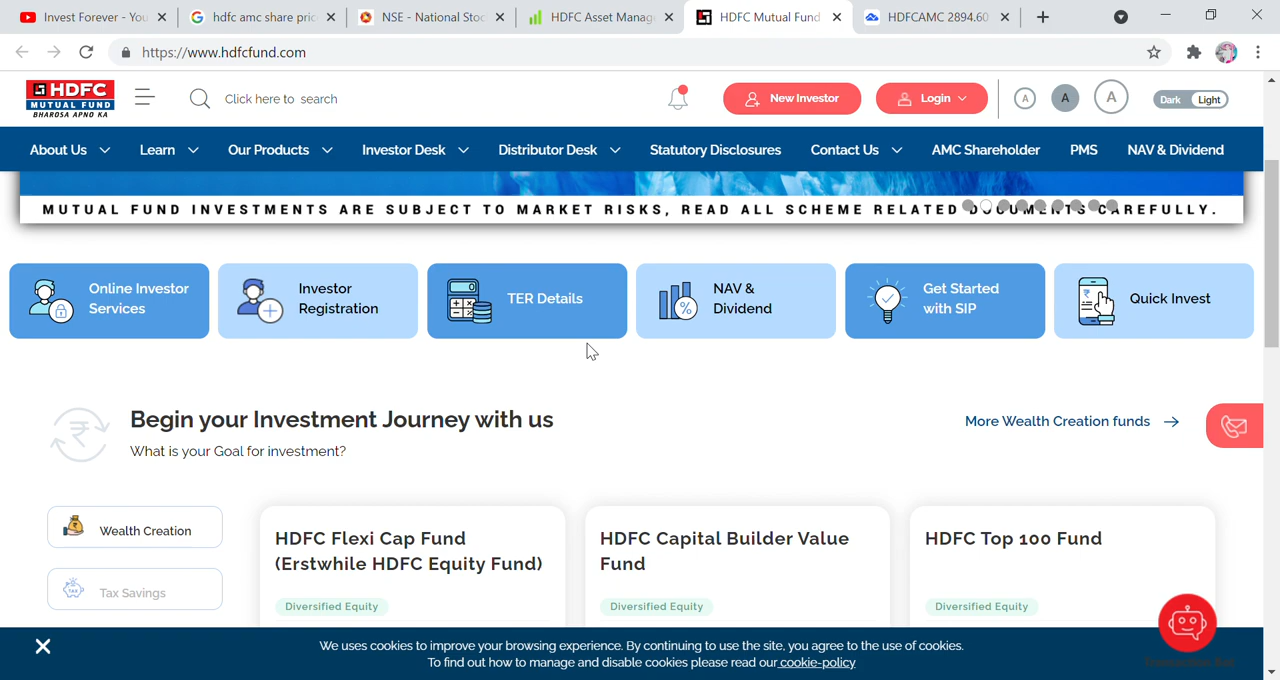 Invest Forever - You
hdfc amc share pric
NSE - National Stoc
HDFC Asset Manag
HDFC Mutual Fund
HDFCAMC 2894.60
https://www.hdfcfund.com
HDFC
MUTUAL FUND
BHAROSA APNO KA
Click here to search
New Investor
Login
A
A
A
Dark
Light
About Us
Learn
Our Products
Investor Desk
Distributor Desk
Statutory Disclosures
Contact Us
AMC Shareholder
PMS
NAV & Dividend
MUTUAL FUND INVESTMENTS ARE SUBJECT TO MARKET RISKS, READ ALL SCHEME RELATED DOCUMENTS CAREFULLY.
Online Investor
Services
Investor
Registration
TER Details
NAV &
Dividend
Get Started
with SIP
Quick Invest
Begin your Investment Journey with us
What is your Goal for investment?
More Wealth Creation funds
Wealth Creation
TAX
Tax Savings
HDFC Flexi Cap Fund
(Erstwhile HDFC Equity Fund)
Diversified Equity
HDFC Capital Builder Value
Fund
Diversified Equity
HDFC Top 100 Fund
Diversified Equity
We uses cookies to improve your browsing experience. By continuing to use the site, you agree to the use of cookies.
To find out how to manage and disable cookies please read our cookie-policy